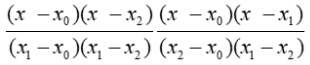 (x - x₀)(x - x₂) (x - x₀)(x - x₁)
(x₁ - x₀)(x₁ - x₂) (x₂ - x₀)(x₁ - x₂)